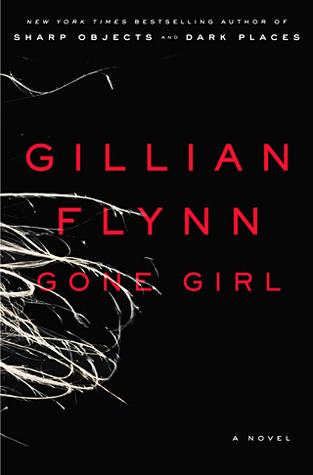 NEW YORK TIMES BESTSELLING AUTHOR OF
SHARP OBJECTS AND DARK PLACES
GILLIAN
FLYNN
GONE GIRL
A NOVEL